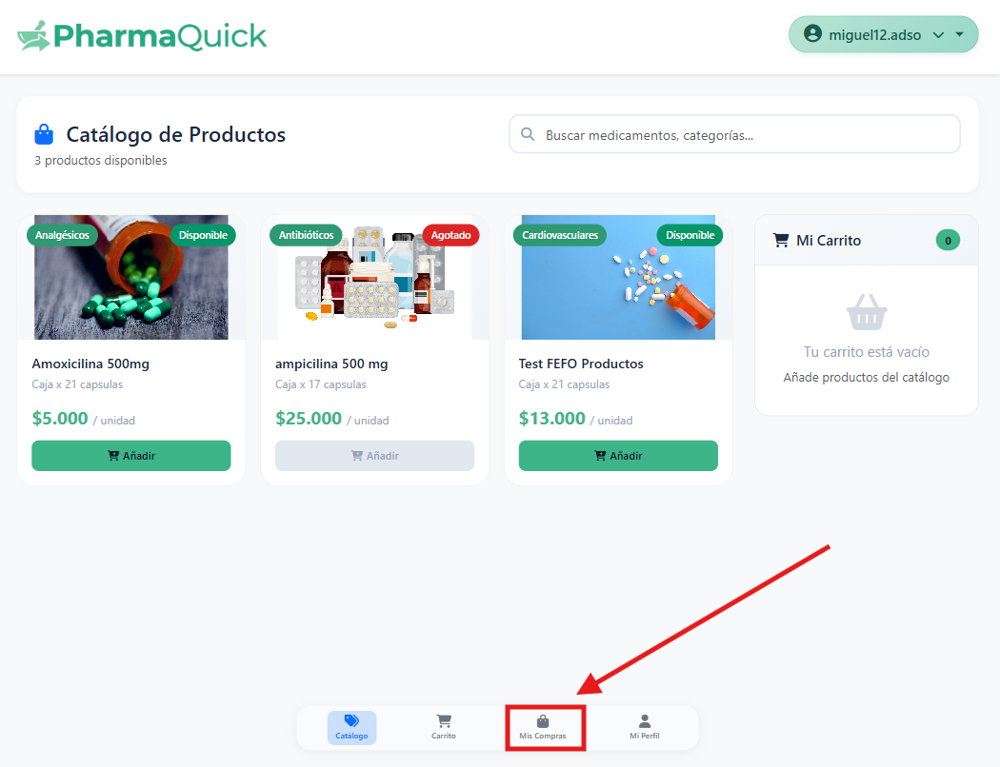 PharmaQuick
miguel12.adso
Catálogo de Productos
3 productos disponibles
Buscar medicamentos, categorías...
Analgésicos
Disponible
Amoxicilina 500mg
Caja x 21 capsulas
$5.000 / unidad
Añadir
Antibióticos
Agotado
ampicilina 500 mg
Caja x 17 capsulas
$25.000 / unidad
Añadir
Cardiovasculares
Disponible
Test FEFO Productos
Caja x 21 capsulas
$13.000 / unidad
Añadir
Mi Carrito
0
Tu carrito está vacío
Añade productos del catálogo
Catálogo
Carrito
Mis Compras
Mi Perfil